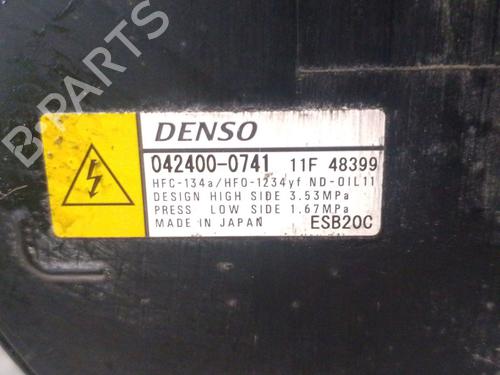 B-PARTS
DENSO
042400-0741 11F 48399
HFC-134a/HFO-1234yf ND-OIL11
DESIGN HIGH SIDE 3.53MPa
PRESS LOW SIDE 1.67MPa
MADE IN JAPAN ESB20C